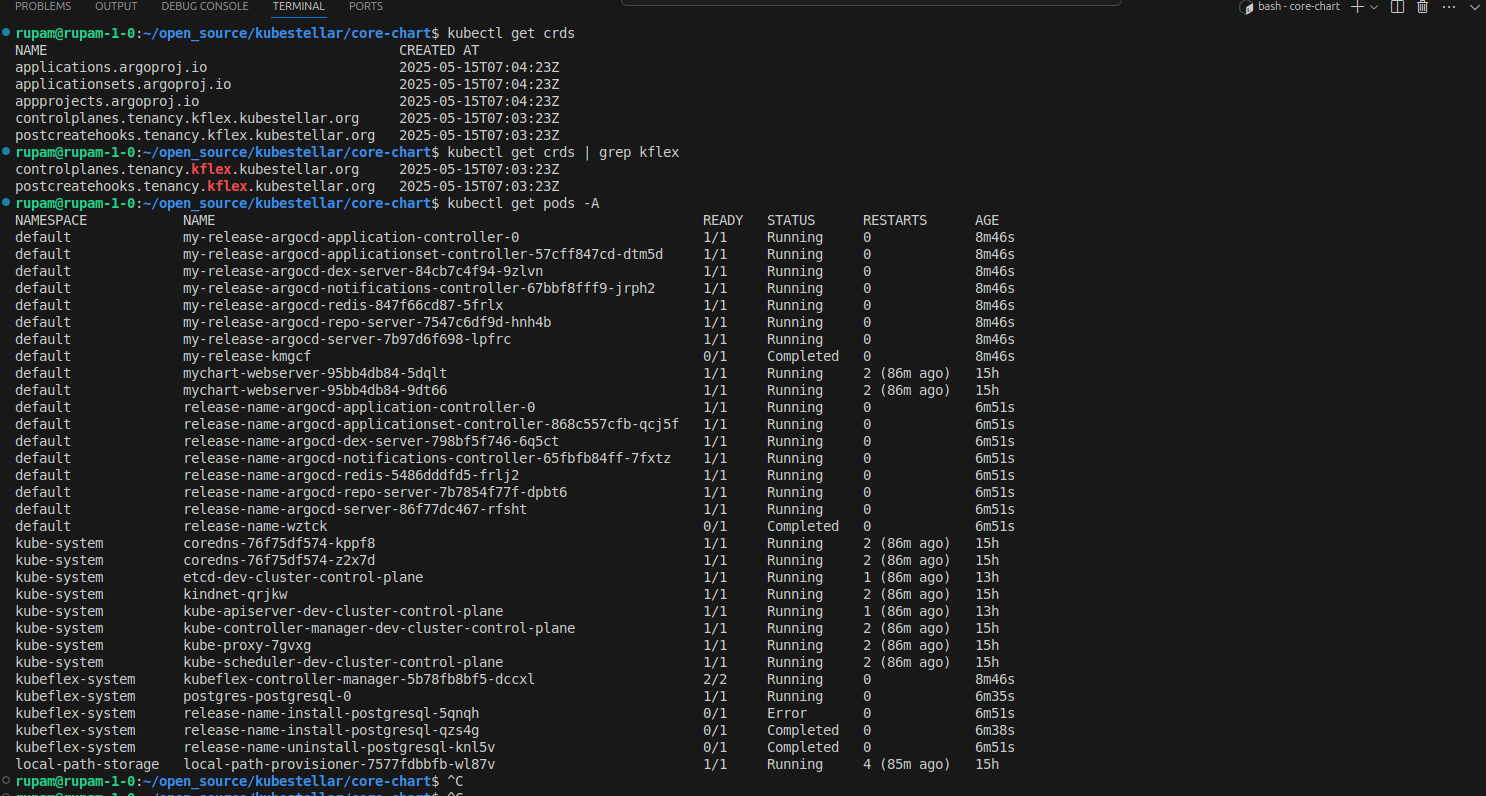 PROBLEMS OUTPUT DEBUG CONSOLE TERMINAL PORTS bash - core-chart
rupam@rupam-1-0:~/open_source/kubestellar/core-chart$ kubectl get crds
NAME CREATED AT
applications.argoproj.io 2025-05-15T07:04:23Z
applicationsets.argoproj.io 2025-05-15T07:04:23Z
appprojects.argoproj.io 2025-05-15T07:04:23Z
controlplanes.tenancy.kflex.kubestellar.org 2025-05-15T07:03:23Z
postcreatehooks.tenancy.kflex.kubestellar.org 2025-05-15T07:03:23Z
rupam@rupam-1-0:~/open_source/kubestellar/core-chart$ kubectl get crds | grep kflex
controlplanes.tenancy.kflex.kubestellar.org 2025-05-15T07:03:23Z
postcreatehooks.tenancy.kflex.kubestellar.org 2025-05-15T07:03:23Z
rupam@rupam-1-0:~/open_source/kubestellar/core-chart$ kubectl get pods -A
NAMESPACE NAME READY STATUS RESTARTS AGE
default my-release-argocd-application-controller-0 1/1 Running 0 8m46s
default my-release-argocd-applicationset-controller-57cff847cd-dtm5d 1/1 Running 0 8m46s
default my-release-argocd-dex-server-84cb7c4f94-9zlvn 1/1 Running 0 8m46s
default my-release-argocd-notifications-controller-67bbf8fff9-jrph2 1/1 Running 0 8m46s
default my-release-argocd-redis-847f66cd87-5frlx 1/1 Running 0 8m46s
default my-release-argocd-repo-server-7547c6df9d-hnh4b 1/1 Running 0 8m46s
default my-release-argocd-server-7b97d6f698-lpfrc 1/1 Running 0 8m46s
default my-release-kmgcf 0/1 Completed 0 8m46s
default mychart-webserver-95bb4db84-5dqlt 1/1 Running 2 (86m ago) 15h
default mychart-webserver-95bb4db84-9dt66 1/1 Running 2 (86m ago) 15h
default release-name-argocd-application-controller-0 1/1 Running 0 6m51s
default release-name-argocd-applicationset-controller-868c557cfb-qcj5f 1/1 Running 0 6m51s
default release-name-argocd-dex-server-798bf5f746-6q5ct 1/1 Running 0 6m51s
default release-name-argocd-notifications-controller-65fbfb84ff-7fxtz 1/1 Running 0 6m51s
default release-name-argocd-redis-5486dddfd5-frlj2 1/1 Running 0 6m51s
default release-name-argocd-repo-server-7b7854f77f-dpbt6 1/1 Running 0 6m51s
default release-name-argocd-server-86f77dc467-rfsht 1/1 Running 0 6m51s
default release-name-wztck 0/1 Completed 0 6m51s
kube-system coredns-76f75df574-kppf8 1/1 Running 2 (86m ago) 15h
kube-system coredns-76f75df574-z2x7d 1/1 Running 2 (86m ago) 15h
kube-system etcd-dev-cluster-control-plane 1/1 Running 1 (86m ago) 13h
kube-system kindnet-qrjkw 1/1 Running 2 (86m ago) 15h
kube-system kube-apiserver-dev-cluster-control-plane 1/1 Running 1 (86m ago) 13h
kube-system kube-controller-manager-dev-cluster-control-plane 1/1 Running 2 (86m ago) 15h
kube-system kube-proxy-7gvxg 1/1 Running 2 (86m ago) 15h
kube-system kube-scheduler-dev-cluster-control-plane 1/1 Running 2 (86m ago) 15h
kubeflex-system kubeflex-controller-manager-5b78fb8bf5-dccxl 2/2 Running 0 8m46s
kubeflex-system postgres-postgresql-0 1/1 Running 0 6m35s
kubeflex-system release-name-install-postgresql-5qnqh 0/1 Error 0 6m51s
kubeflex-system release-name-install-postgresql-qzs4g 0/1 Completed 0 6m38s
kubeflex-system release-name-uninstall-postgresql-knl5v 0/1 Completed 0 6m51s
local-path-storage local-path-provisioner-7577fdbbfb-wl87v 1/1 Running 4 (85m ago) 15h
rupam@rupam-1-0:~/open_source/kubestellar/core-chart$ ^C